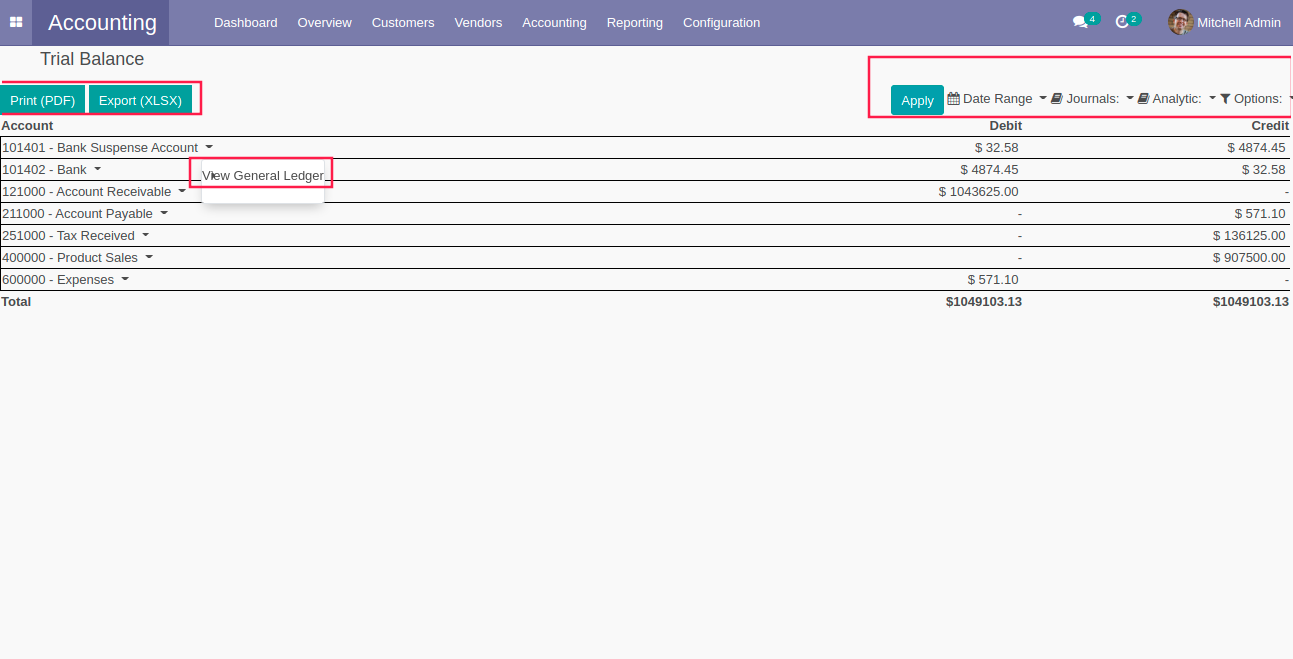 Accounting Dashboard Overview Customers Vendors Accounting Reporting Configuration 4 2 Mitchell Admin
Trial Balance
Print (PDF) Export (XLSX) Apply Date Range Journals: Analytic: Options:
Account Debit Credit
101401 - Bank Suspense Account $ 32.58 $ 4874.45
101402 - Bank $ 4874.45 $ 32.58
View General Ledger
121000 - Account Receivable $ 1043625.00 -
211000 - Account Payable - $ 571.10
251000 - Tax Received - $ 136125.00
400000 - Product Sales - $ 907500.00
600000 - Expenses $ 571.10 -
Total $1049103.13 $1049103.13